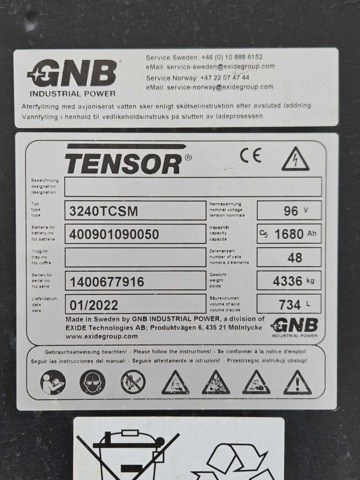 GNB
INDUSTRIAL POWER
Service Sweden: +46 (0) 10 888 6152
eMail: service-sweden@exidegroup.com
Service Norway: +47 22 07 47 44
eMail: service-norway@exidegroup.com
Återfyllning med avjoniserat vatten sker enligt skötselinstruktion efter avslutad laddning
Vannfylling i henhold til vedlikeholdsinstruks på slutten av ladeprosessen
TENSOR®
CE
Bezeichnung
designation
désignation
Typ
type
type
3240TCSM
Nennspannung
nominal voltage
tension nominale
96 V
Batterie-Nr.
battery-no
No.batterie
400901090050
Kapazität
capacity
capacité
C5 1680 Ah
Trog-Nr.
tray-no
No.coffre
Zellenanzahl
number of cells
nombre d'éléments
48
Serien-Nr.
serial-no
No série
1400677916
Gewicht
weight
poids
4336 kg
Lieferdatum
date
date
01/2022
Säurevolumen
volume of acid
volume d'acide
734 L
Made in Sweden by GNB INDUSTRIAL POWER, a division of
EXIDE Technologies AB; Produktvägen 6, 435 21 Mölnlycke
www.exidegroup.com
GNB
INDUSTRIAL POWER
Gebrauchsanweisung beachten! - Please follow the instructions! - Se conformer à la notice d'emploi!
Seguir las instrucciones del manual! - Seguire attentamente le istruzioni! - Przestrzegac instrukcji obslugi!